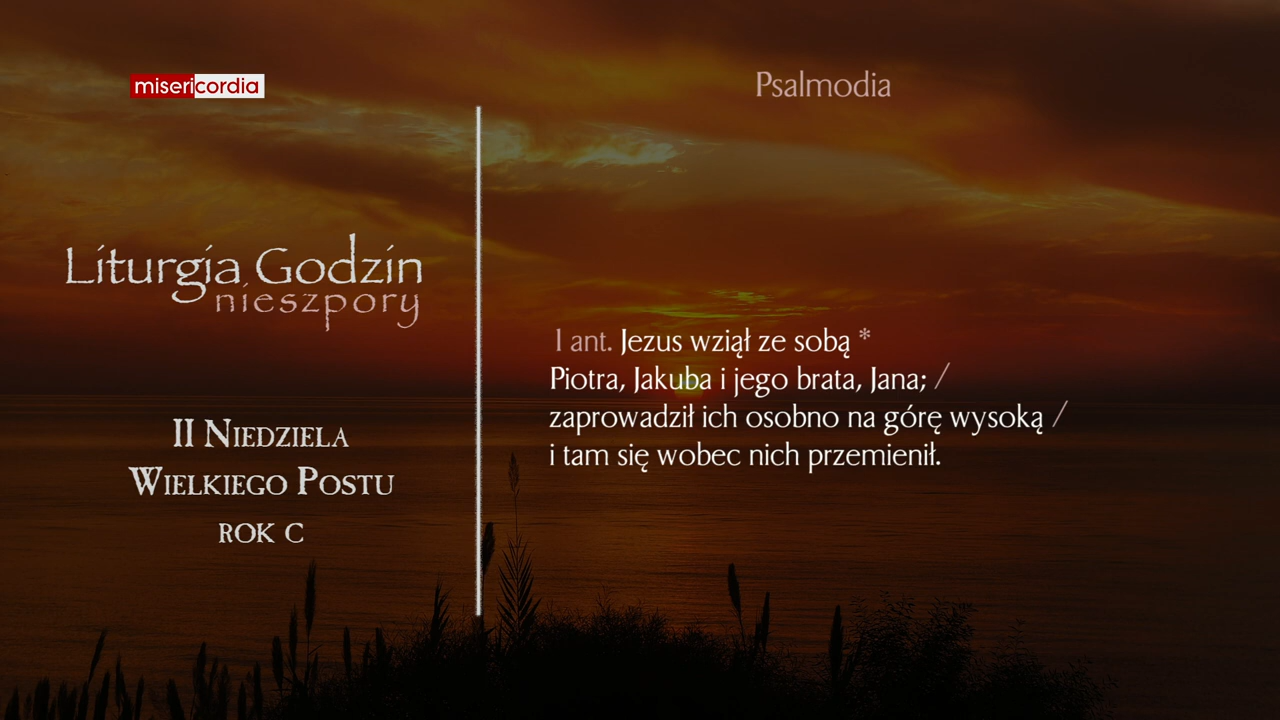 misericordia
Psalmodia
Liturgia Godzin
nieszpory
II Niedziela
Wielkiego Postu
rok C
1 ant. Jezus wziął ze sobą *
Piotra, Jakuba i jego brata, Jana; /
zaprowadził ich osobno na górę wysoką /
i tam się wobec nich przemienił.